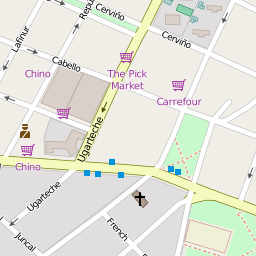 Cerviño
Repu
Lafinur
Cerviño
Cabello
Chino
The Pick
Market
Carrefour
Ugarteche
Chino
Ugarteche
French
Juncal